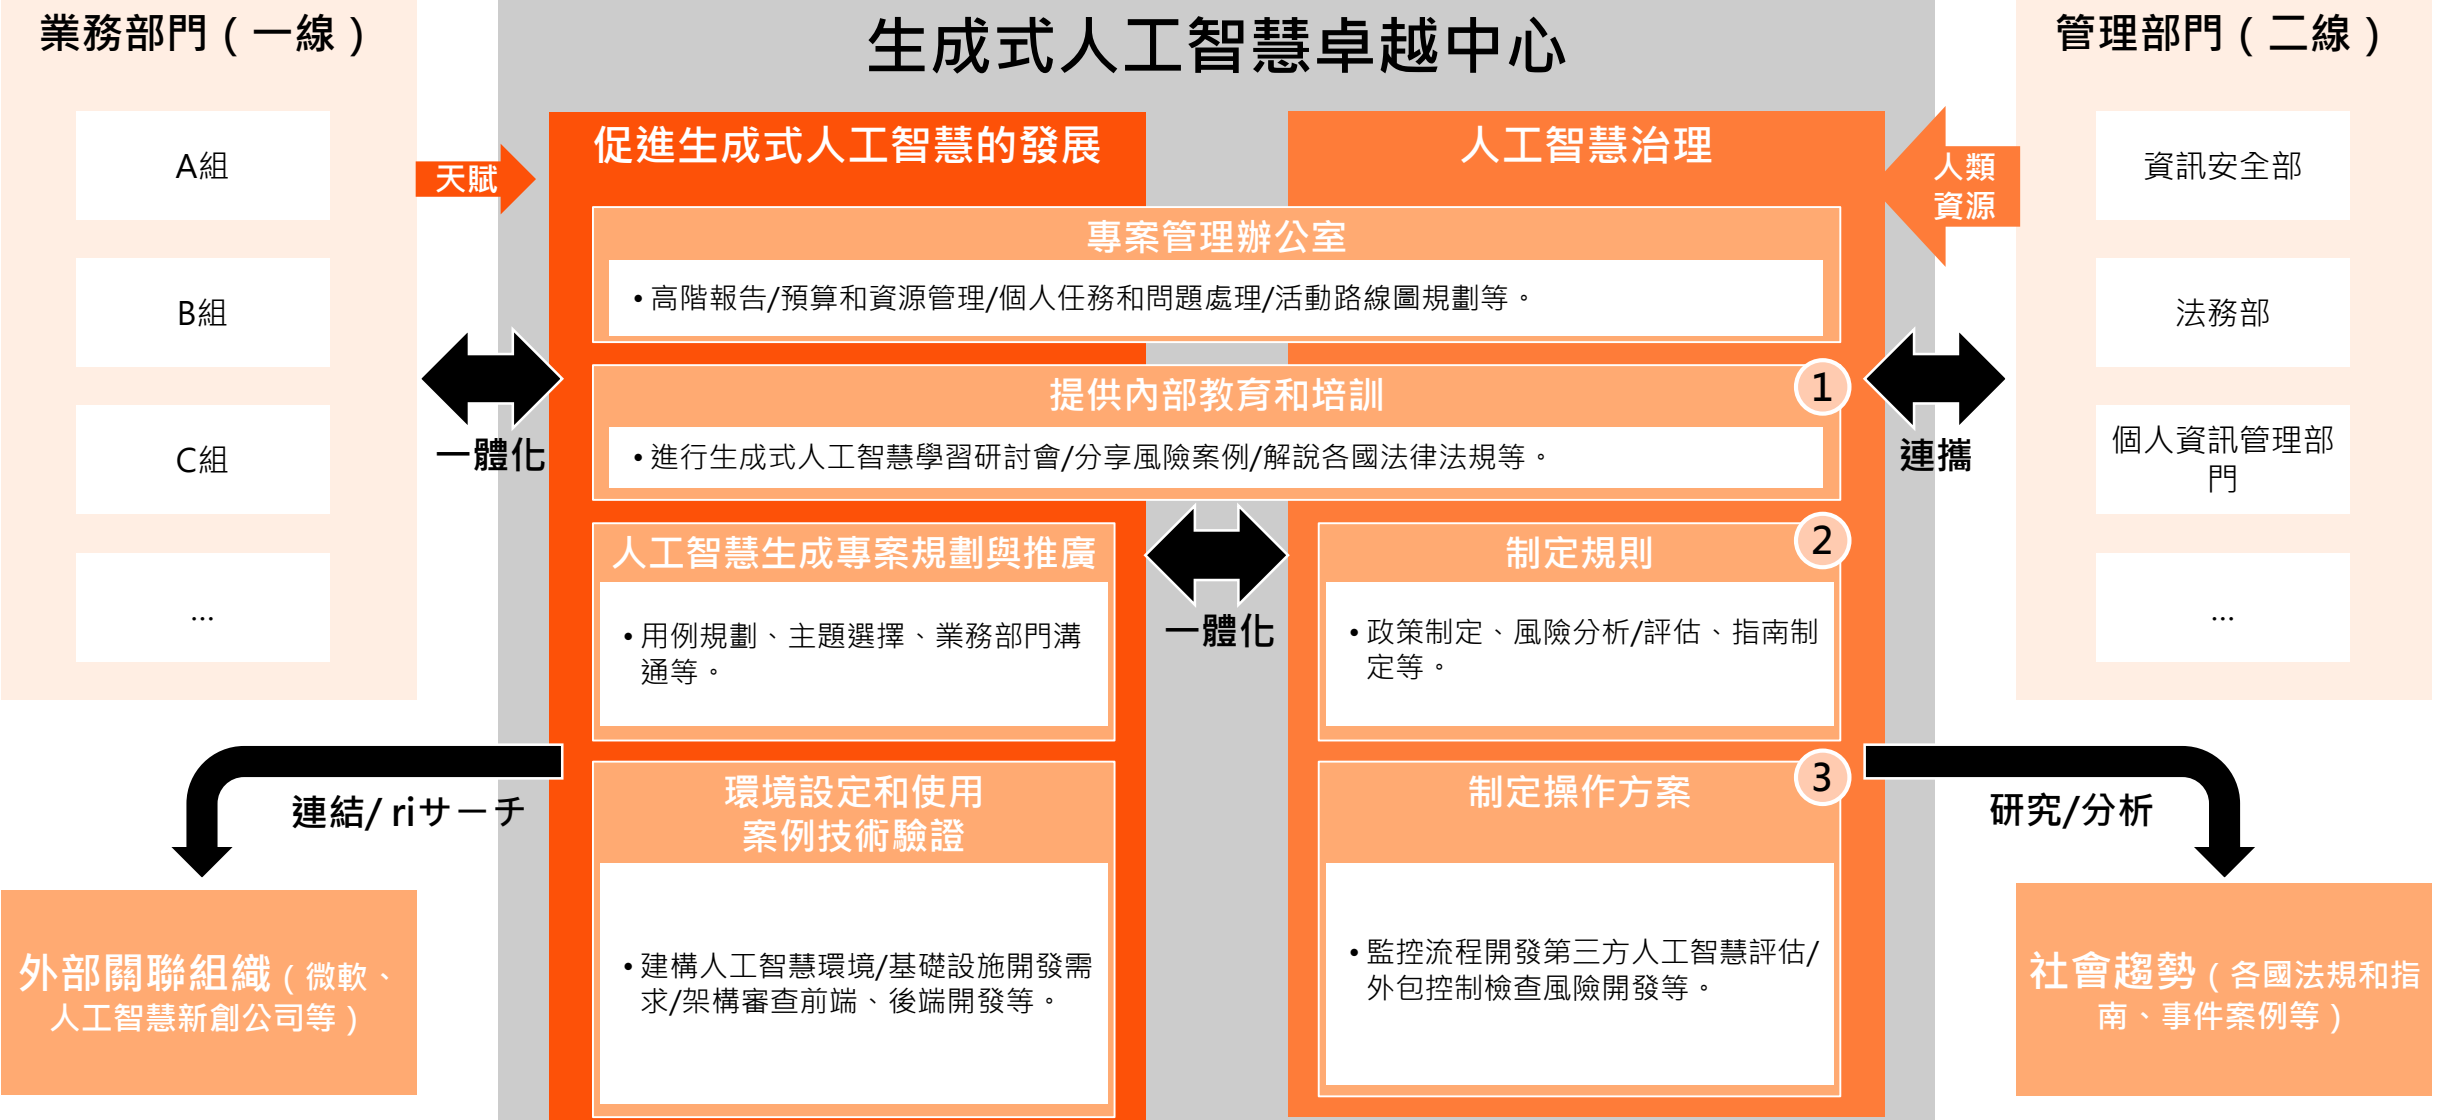 業務部門（一線）
A組
B組
C組
...
天賦
一體化
生成式人工智慧卓越中心
促進生成式人工智慧的發展
人工智慧治理
專案管理辦公室
• 高階報告/預算和資源管理/個人任務和問題處理/活動路線圖規劃等。
提供內部教育和培訓
1
• 進行生成式人工智慧學習研討會/分享風險案例/解說各國法律法規等。
人工智慧生成專案規劃與推廣
• 用例規劃、主題選擇、業務部門溝
通等。
一體化
制定規則
2
• 政策制定、風險分析/評估、指南制
定等。
環境設定和使用
案例技術驗證
• 建構人工智慧環境/基礎設施開發需
求/架構審查前端、後端開發等。
制定操作方案
3
• 監控流程開發第三方人工智慧評估/
外包控制檢查風險開發等。
人類
資源
連攜
管理部門（二線）
資訊安全部
法務部
個人資訊管理部
門
...
連結/ riサーチ
外部關聯組織（微軟、
人工智慧新創公司等）
研究/分析
社會趨勢（各國法規和指
南、事件案例等）